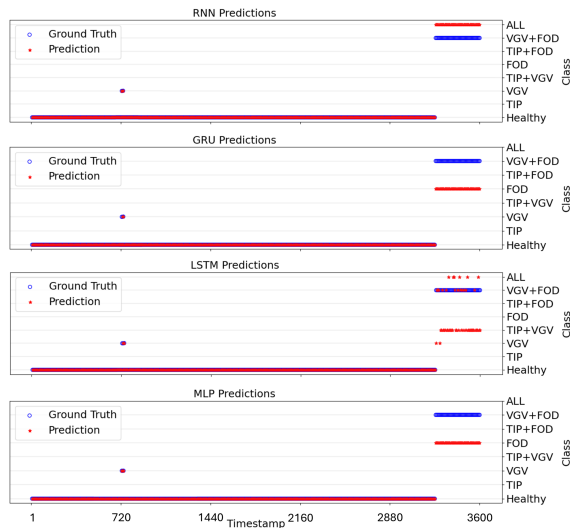 RNN Predictions
Ground Truth
Prediction
ALL
VGV+FOD
TIP+FOD
FOD
TIP+VGV
VGV
TIP
Healthy
Class
GRU Predictions
Ground Truth
Prediction
ALL
VGV+FOD
TIP+FOD
FOD
TIP+VGV
VGV
TIP
Healthy
Class
LSTM Predictions
Ground Truth
Prediction
ALL
VGV+FOD
TIP+FOD
FOD
TIP+VGV
VGV
TIP
Healthy
Class
MLP Predictions
Ground Truth
Prediction
ALL
VGV+FOD
TIP+FOD
FOD
TIP+VGV
VGV
TIP
Healthy
Class
1 720 1440 2160 2880 3600
Timestamp